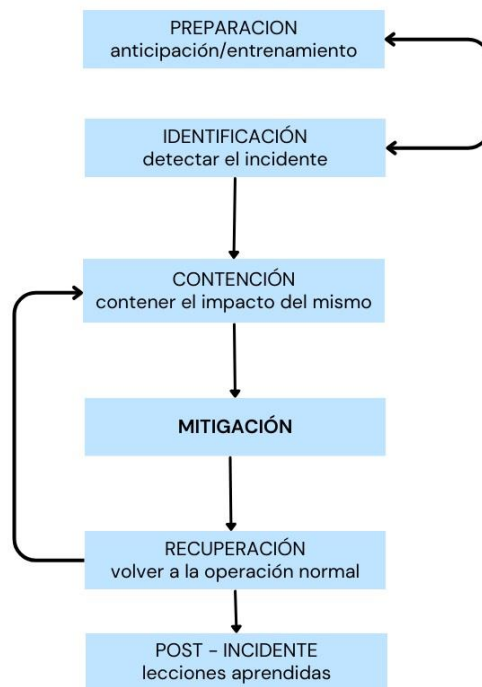 PREPARACION
anticipación/entrenamiento
IDENTIFICACIÓN
detectar el incidente
CONTENCIÓN
contener el impacto del mismo
MITIGACIÓN
RECUPERACIÓN
volver a la operación normal
POST - INCIDENTE
lecciones aprendidas